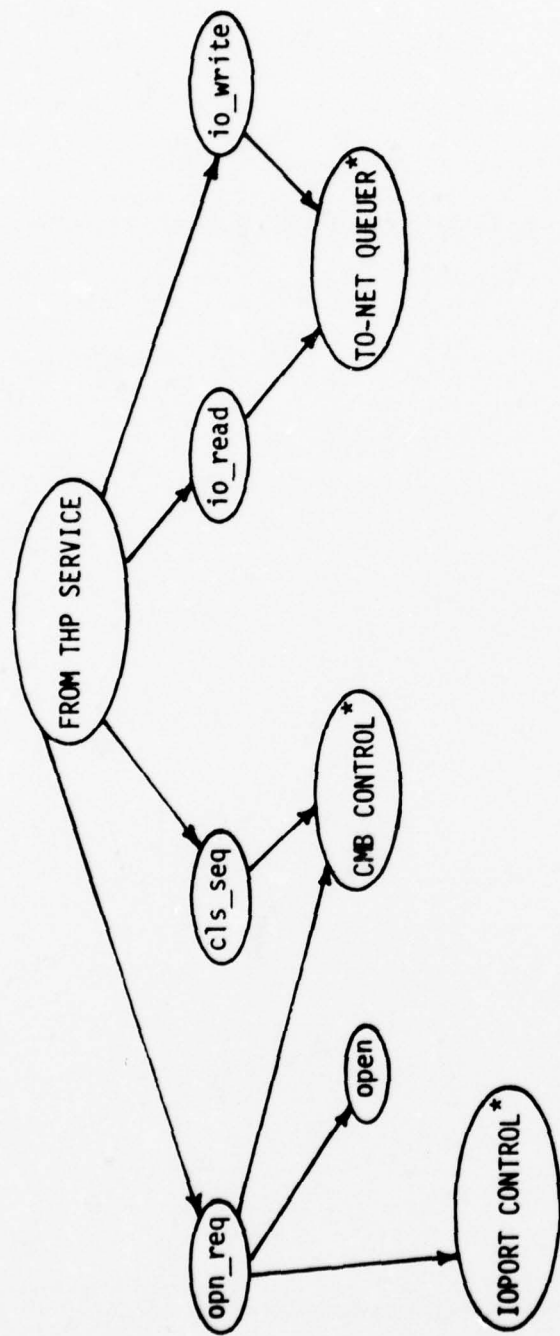 FROM THP SERVICE
opn_req
cls_seq
io_read
io_write
open
CMB CONTROL*
TO-NET QUEUER*
IOPORT CONTROL*